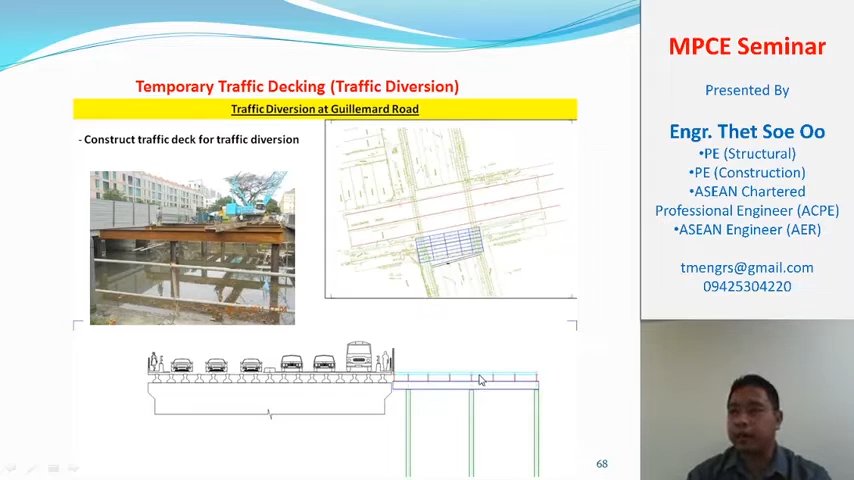 Temporary Traffic Decking (Traffic Diversion)
Traffic Diversion at Guillemard Road
- Construct traffic deck for traffic diversion
68
MPCE Seminar
Presented By
Engr. Thet Soe Oo
•PE (Structural)
•PE (Construction)
•ASEAN Chartered
Professional Engineer (ACPE)
•ASEAN Engineer (AER)
tmengrs@gmail.com
09425304220